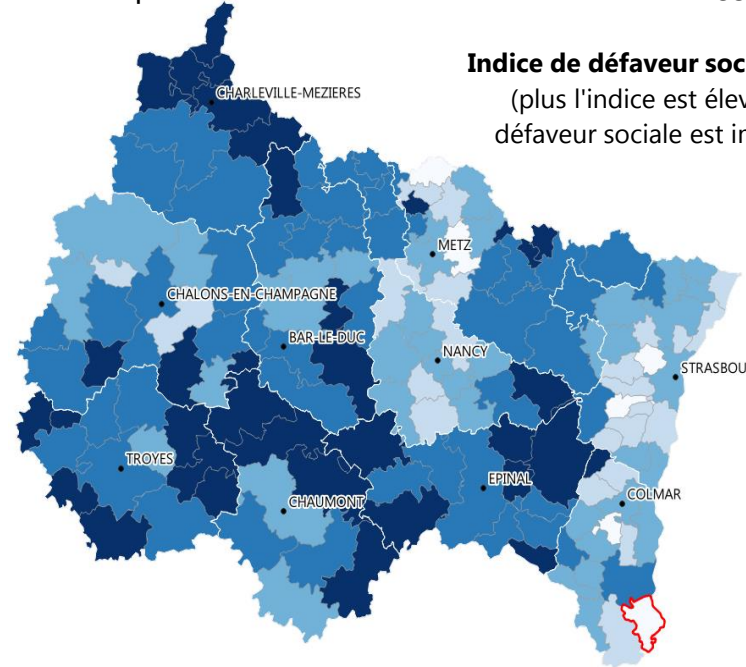 Indice de défaveur soc
(plus l'indice est élev
défaveur sociale est in
CHARLEVILLE-MEZIERES
METZ
CHALONS-EN-CHAMPAGNE
BAR-LE-DUC
NANCY
STRASBOU
TROYES
EPINAL
CHAUMONT
COLMAR